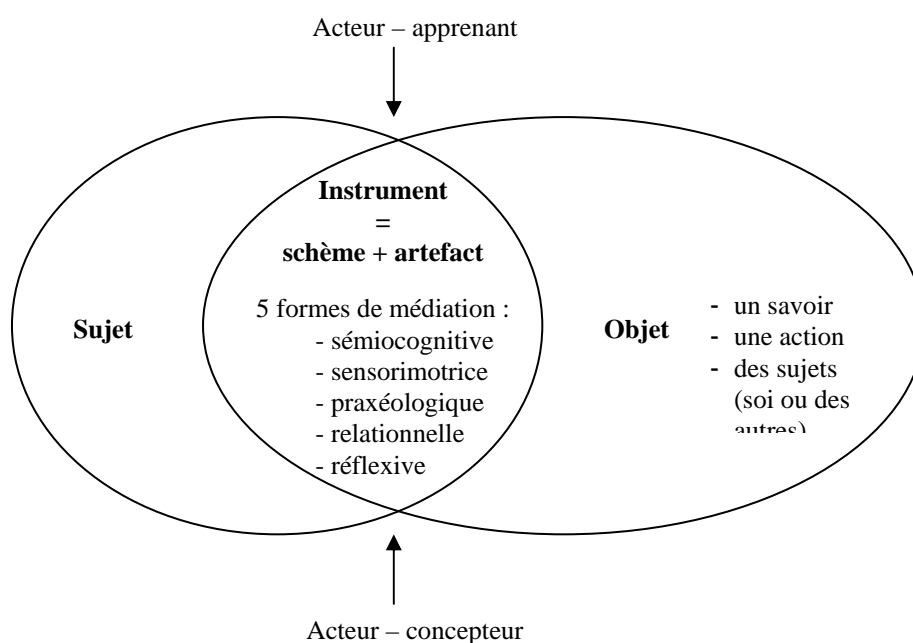 Acteur – apprenant
Instrument
=
schème + artefact
5 formes de médiation :
- sémiocognitive
- sensorimotrice
- praxéologique
- relationnelle
- réflexive
Sujet
Objet
- un savoir
- une action
- des sujets
(soi ou des
autres)
Acteur – concepteur